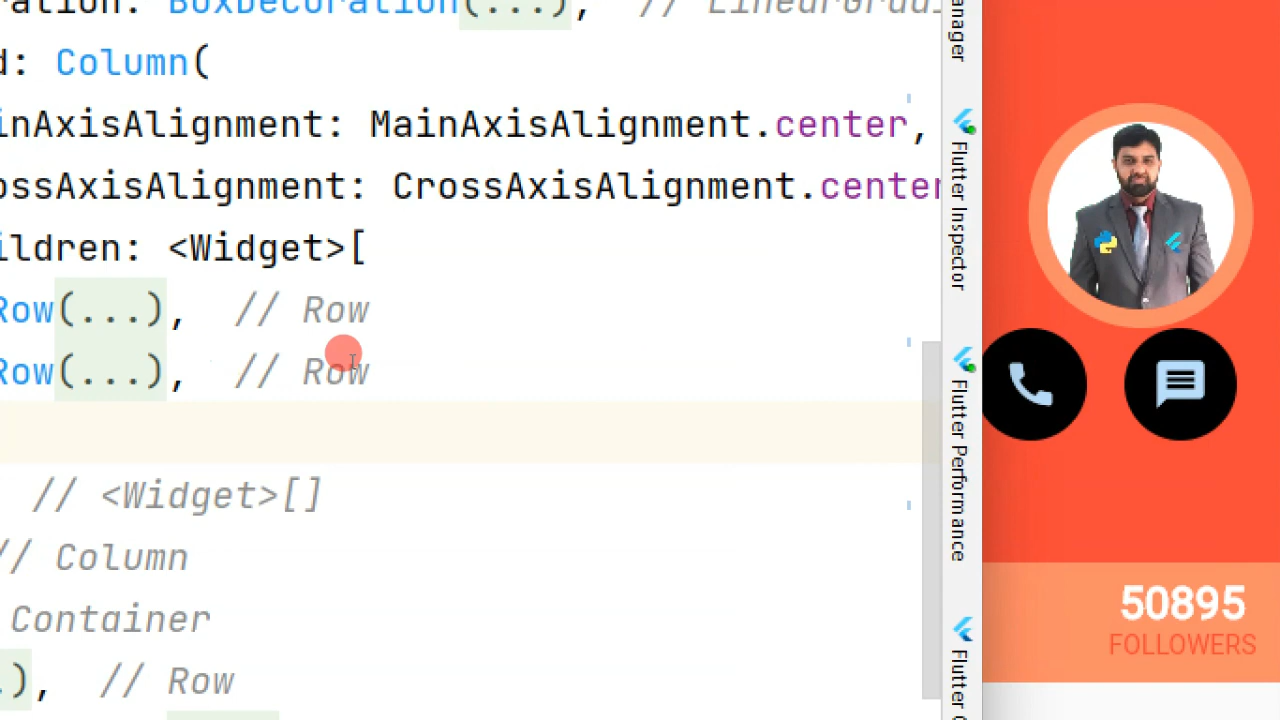 ration: BoxDecoration(...), // LinearGradi
d: Column(
inAxisAlignment: MainAxisAlignment.center,
ossAxisAlignment: CrossAxisAlignment.center
ildren: <Widget>[
Row(...), // Row
Row(...), // Row
// <Widget>[]
// Column
Container
.), // Row
anager
Flutter Inspector
Flutter Performance
Flutter
50895
FOLLOWERS